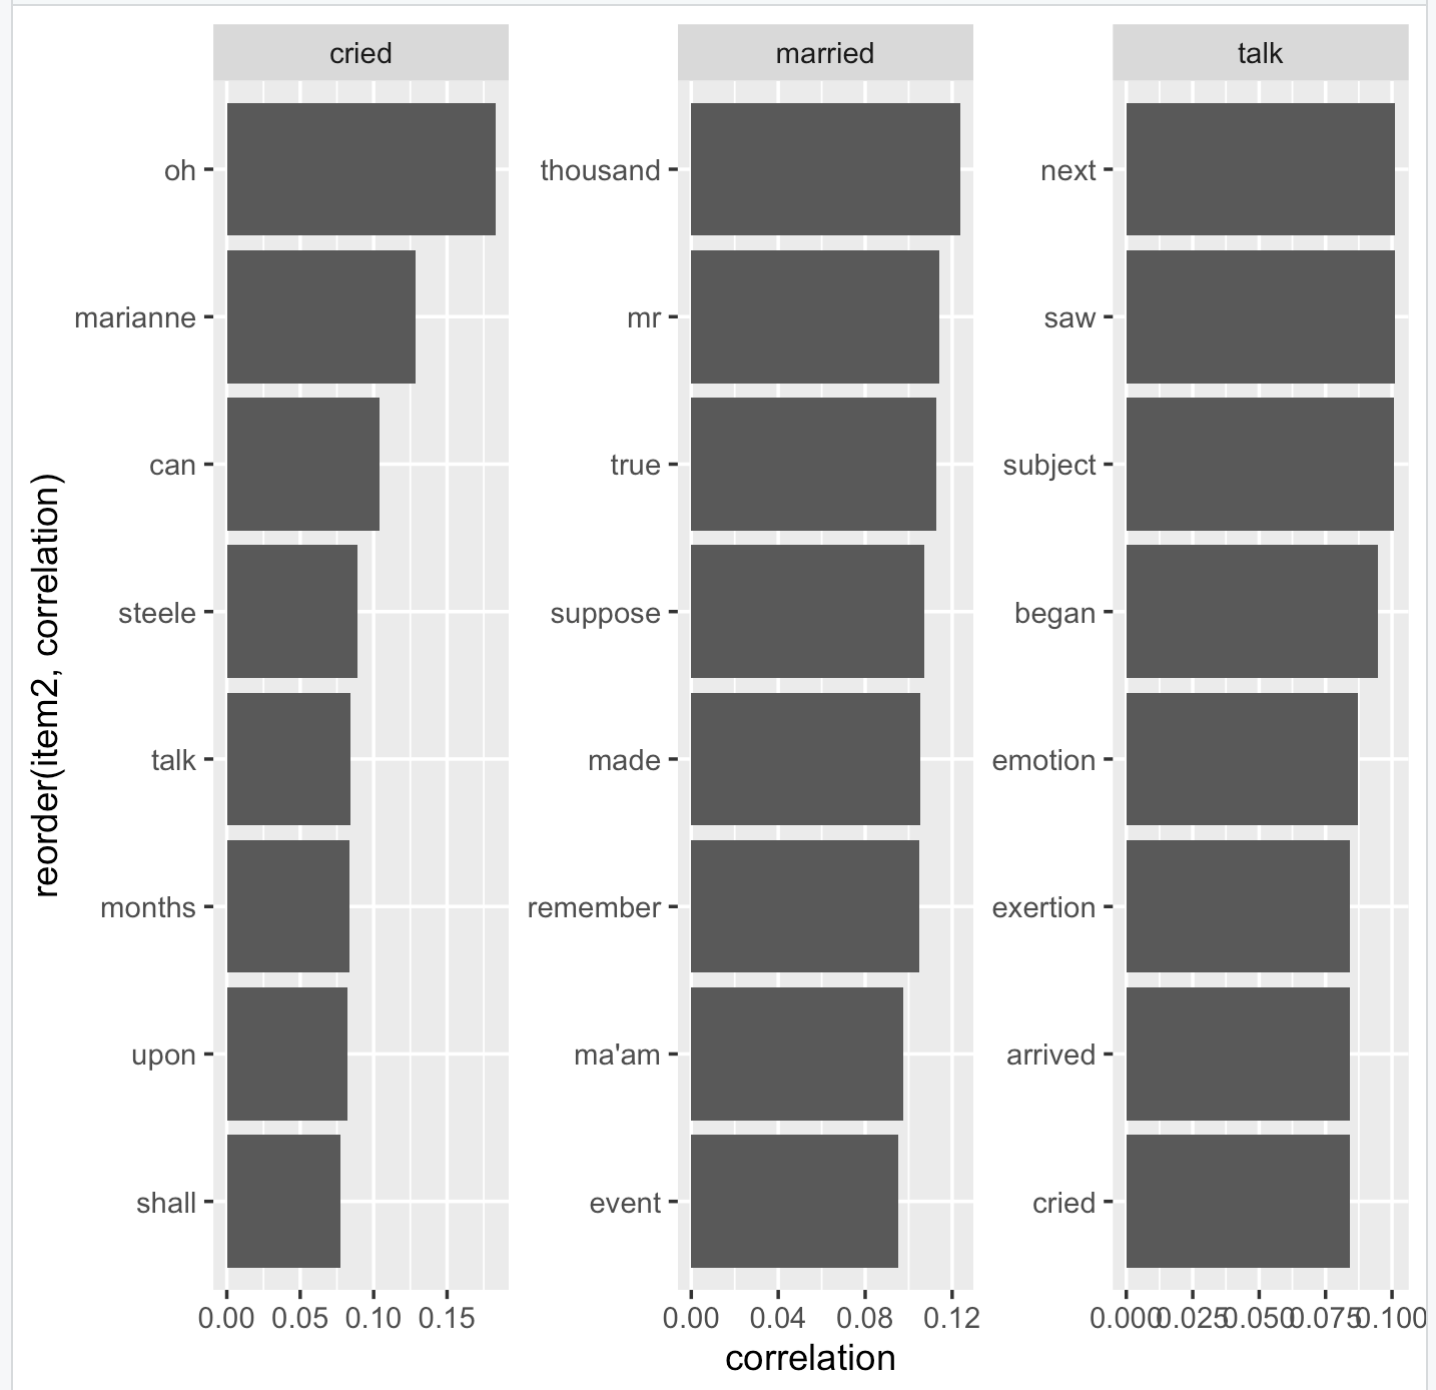 cried
married
talk
oh
marianne
can
steele
talk
months
upon
shall
thousand
mr
true
suppose
made
remember
ma'am
event
next
saw
subject
began
emotion
exertion
arrived
cried
0.00 0.05 0.10 0.15
0.00 0.04 0.08 0.12
0.000 0.025 0.050 0.075 0.100
correlation
reorder(item2, correlation)